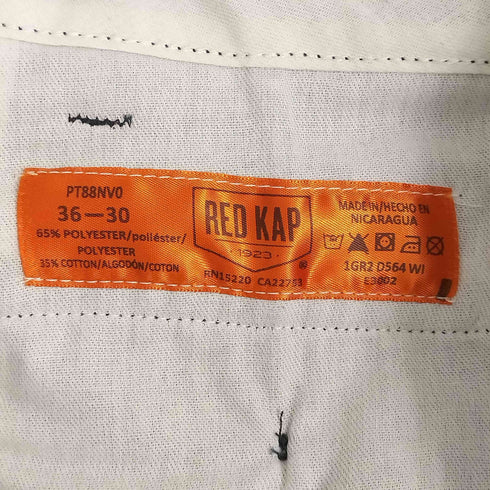 PT88NV0
36—30
65% POLYESTER/poliéster/
POLYESTER
35% COTTON/ALGODÓN/COTON
RED KAP
·1923·
®
RN15220 CA22753
MADE IN/HECHO EN
NICARAGUA
1GR2 D564 WI
E3002